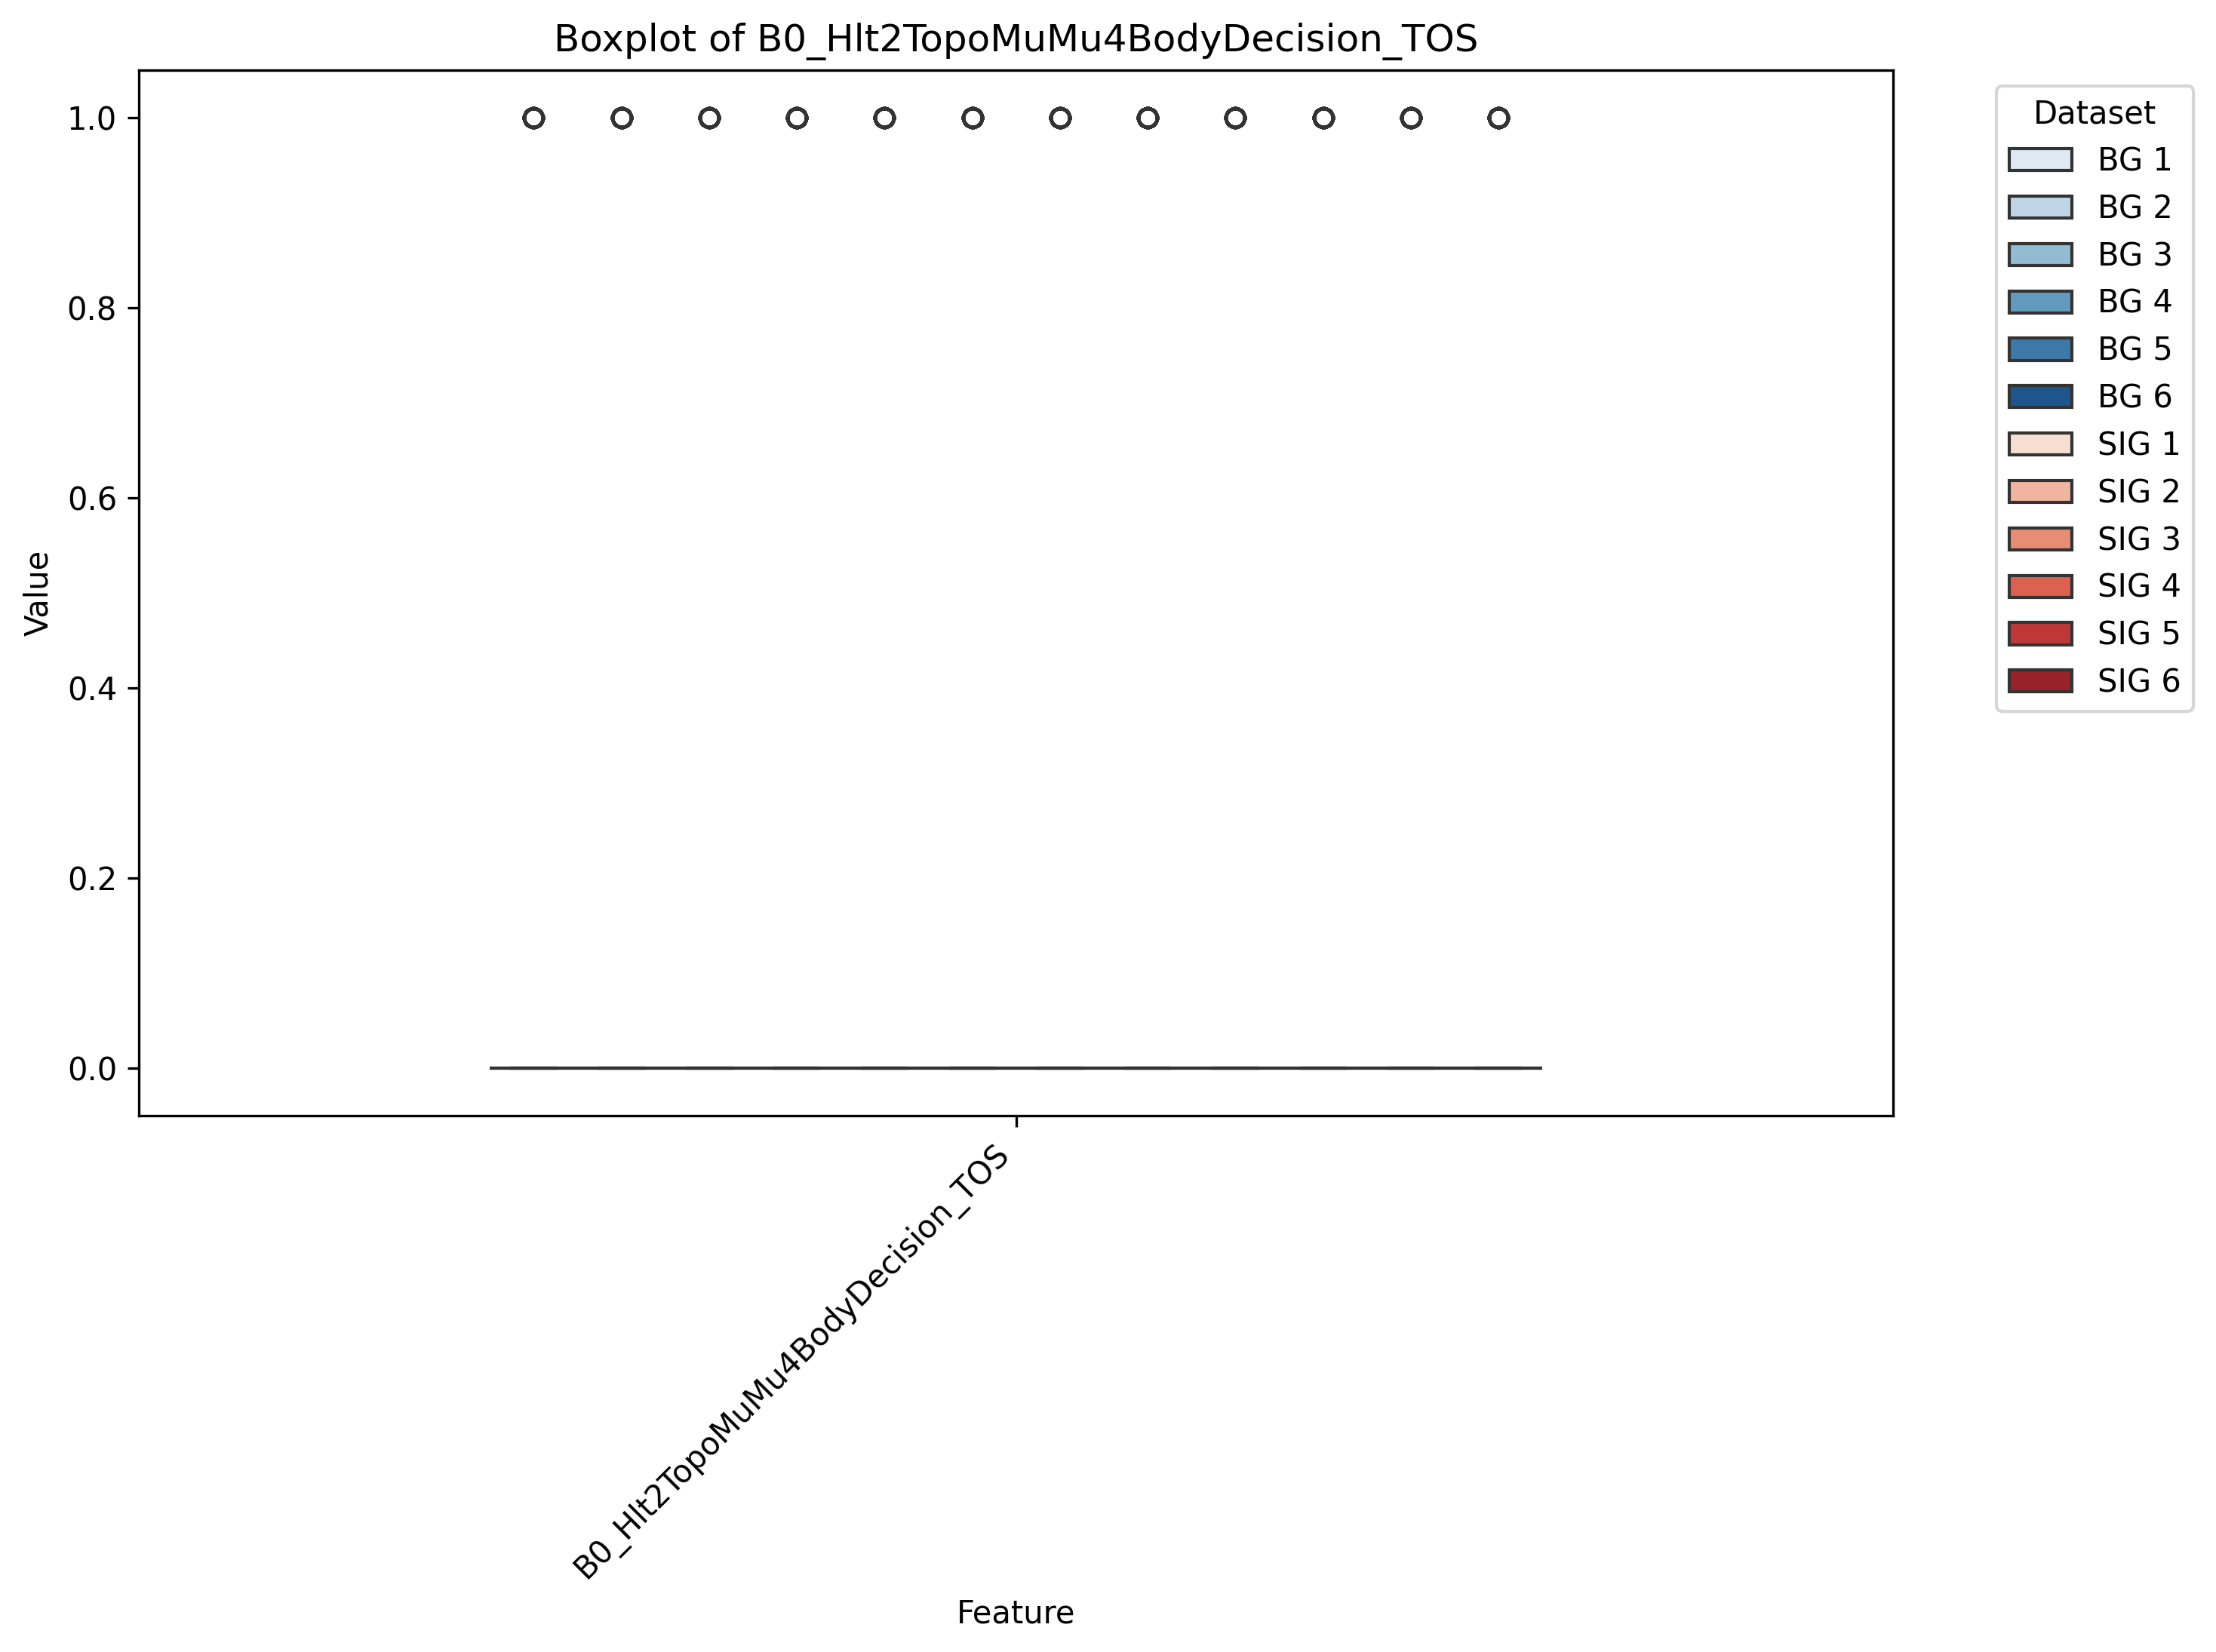 Boxplot of B0_Hlt2TopoMuMu4BodyDecision_TOS
Value
1.0
0.8
0.6
0.4
0.2
0.0
B0_Hlt2TopoMuMu4BodyDecision_TOS
Feature
Dataset
BG 1
BG 2
BG 3
BG 4
BG 5
BG 6
SIG 1
SIG 2
SIG 3
SIG 4
SIG 5
SIG 6